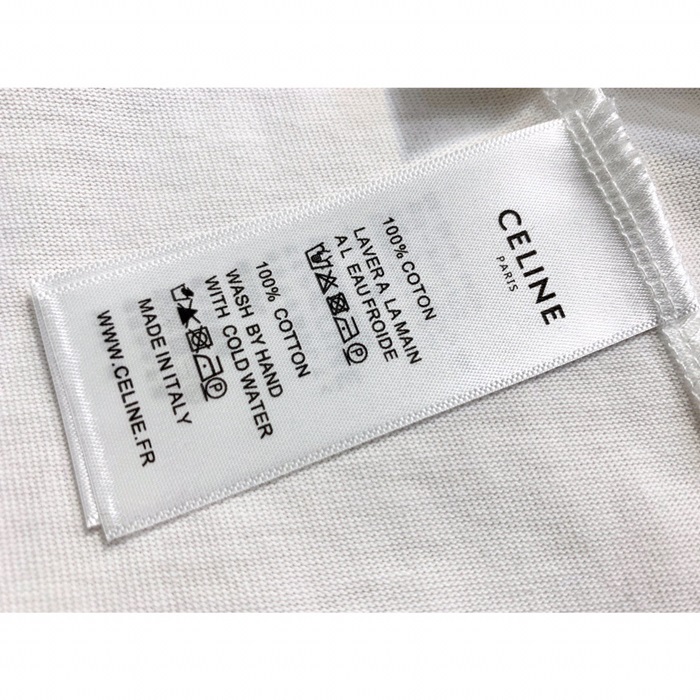 CELINE
PARIS
100% COTON
LAVER A LA MAIN
A L EAU FROIDE
P
100% COTTON
WASH BY HAND
WITH COLD WATER
P
MADE IN ITALY
WWW.CELINE.FR